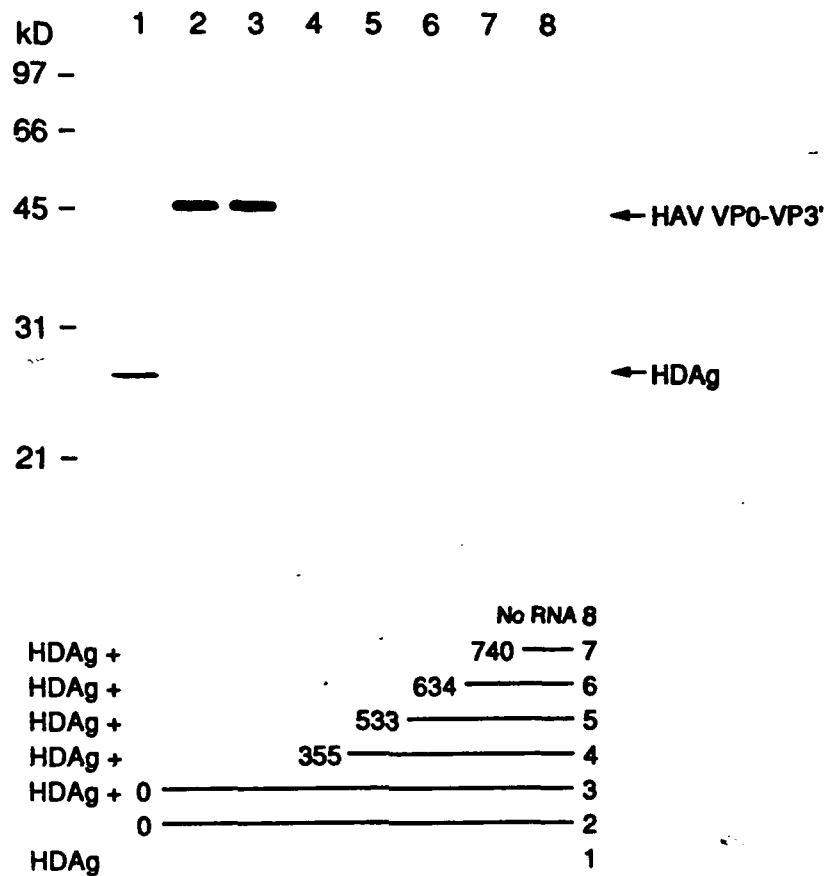 kD 1 2 3 4 5 6 7 8
97 –
66 –
45 –
HAV VP0-VP3'
31 –
HDAg
21 –
No RNA 8
HDAg + 740 7
HDAg + 634 6
HDAg + 533 5
HDAg + 355 4
HDAg + 0 3
0 2
HDAg 1